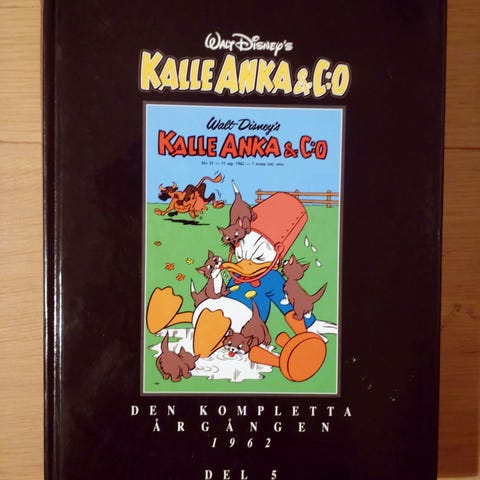 Walt Disney's
KALLE ANKA & C:O
Walt Disney's
KALLE ANKA & C:O
DEN KOMPLETTA
ÅRGÅNGEN
1962
DEL 5